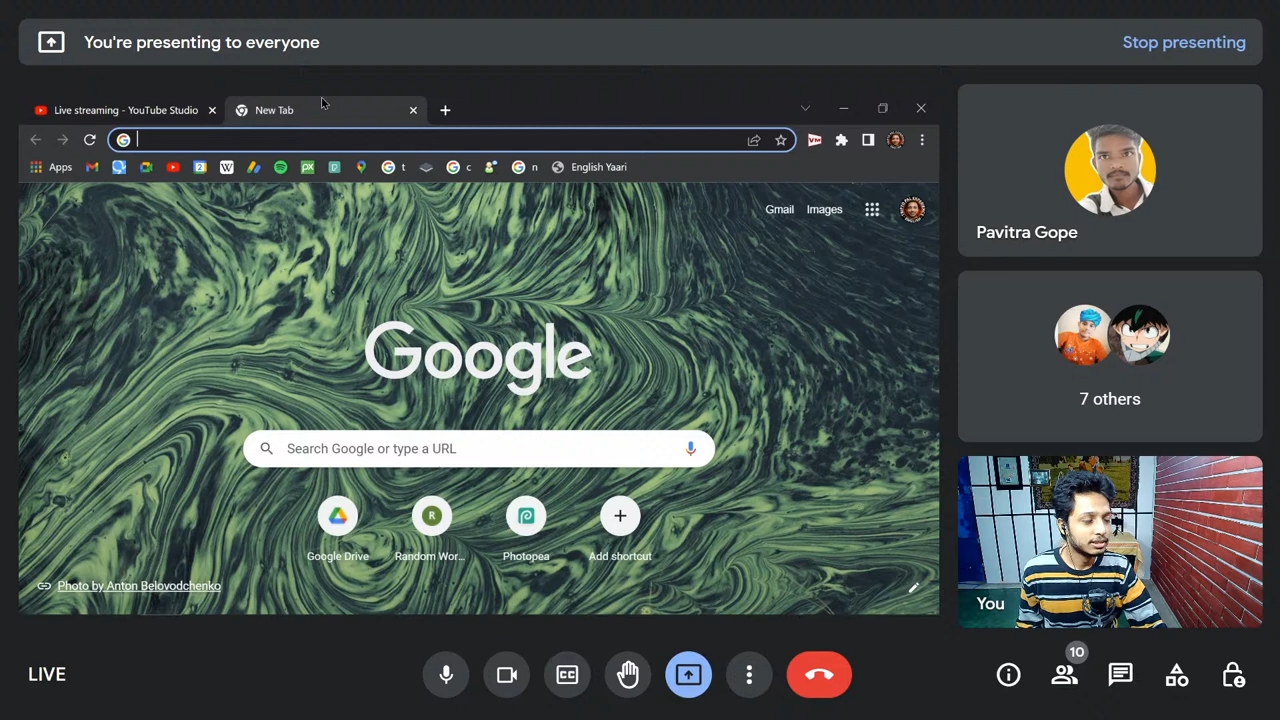 You're presenting to everyone
Stop presenting
Live streaming - YouTube Studio
New Tab
Apps
t
c
n
English Yaari
Gmail
Images
Google
Search Google or type a URL
Google Drive
Random Wor...
Photopea
Add shortcut
Photo by Anton Belovodchenko
Pavitra Gope
7 others
You
LIVE
10